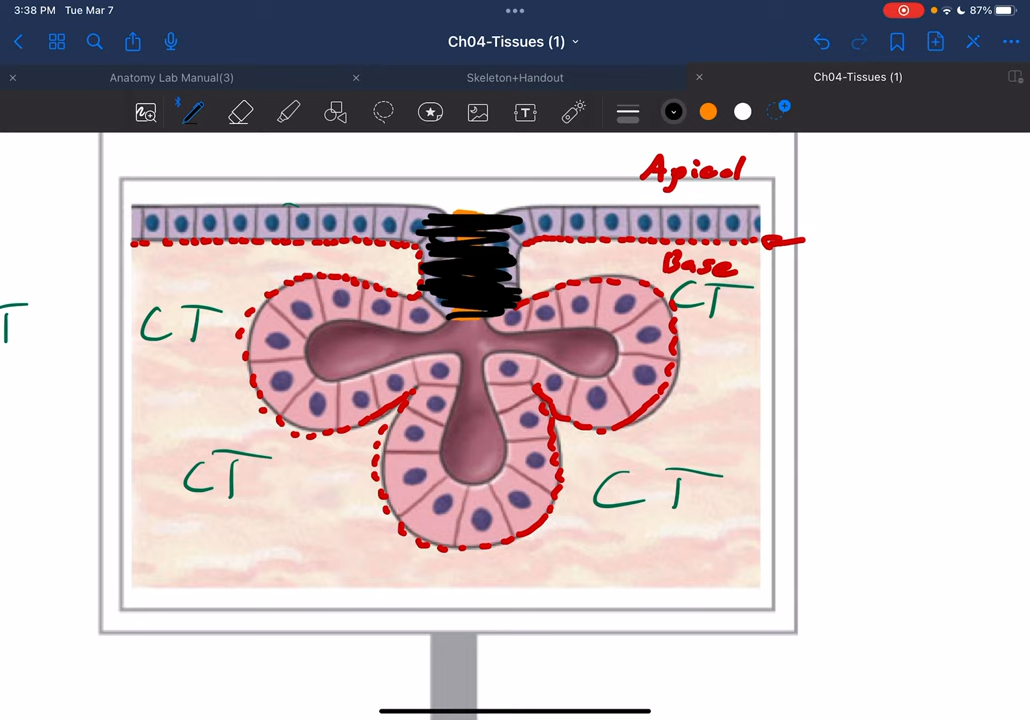 3:38 PM Tue Mar 7
87%
Ch04-Tissues (1)
Anatomy Lab Manual(3)
Skeleton+Handout
Ch04-Tissues (1)
T
Apical
Base
CT
CT
T
CT
CT